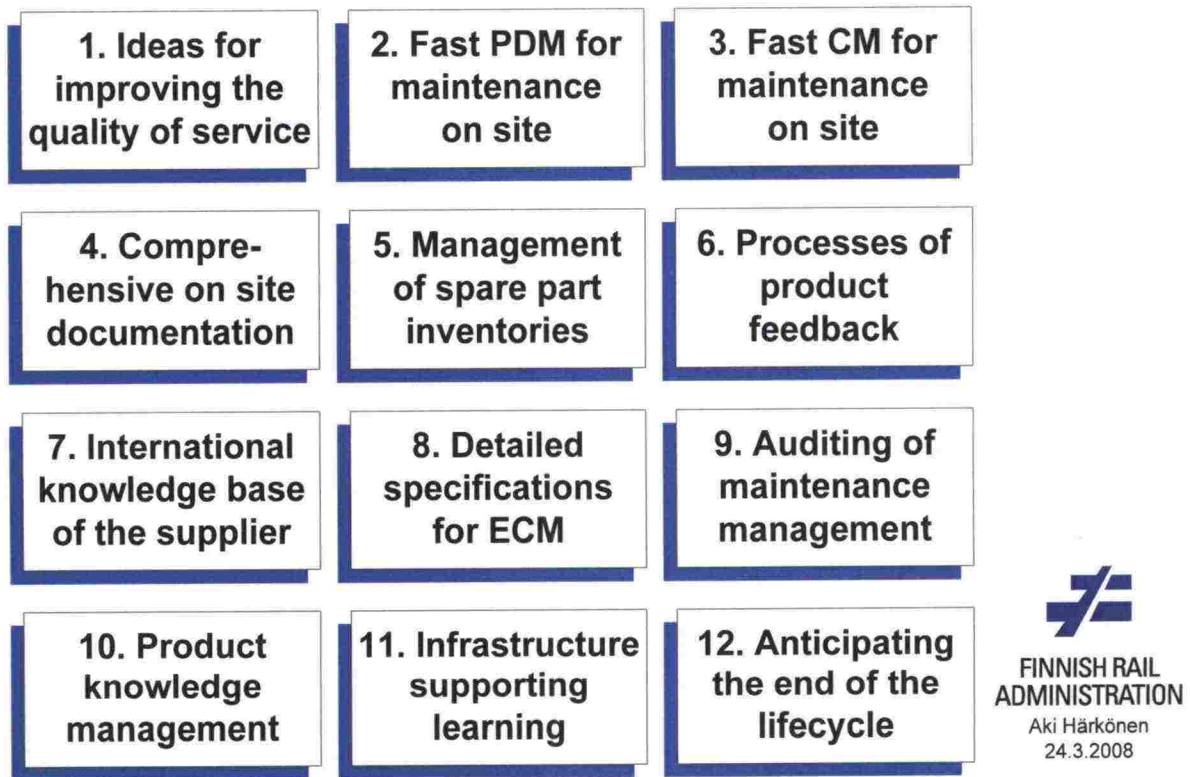 1. Ideas for
improving the
quality of service
2. Fast PDM for
maintenance
on site
3. Fast CM for
maintenance
on site
4. Compre-
hensive on site
documentation
5. Management
of spare part
inventories
6. Processes of
product
feedback
7. International
knowledge base
of the supplier
8. Detailed
specifications
for ECM
9. Auditing of
maintenance
management
10. Product
knowledge
management
11. Infrastructure
supporting
learning
12. Anticipating
the end of the
lifecycle
FINNISH RAIL
ADMINISTRATION
Aki Härkönen
24.3.2008